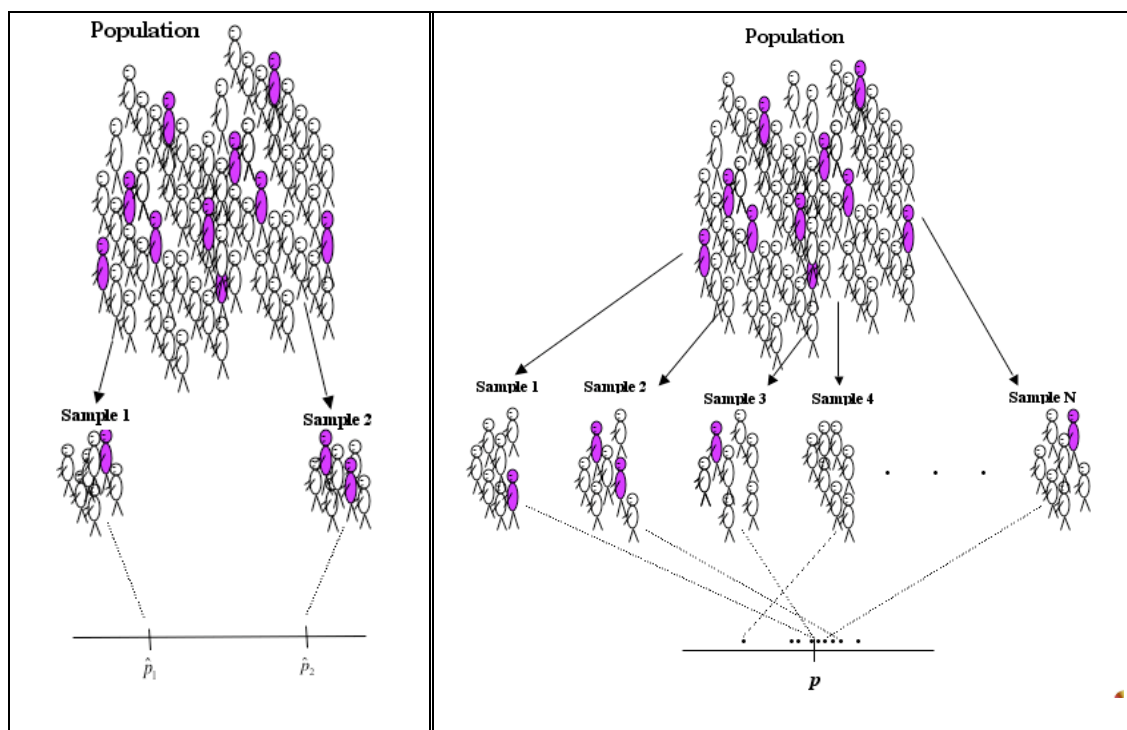 Population
Sample 1
Sample 2
p̂₁
p̂₂
Population
Sample 1
Sample 2
Sample 3
Sample 4
Sample N
p